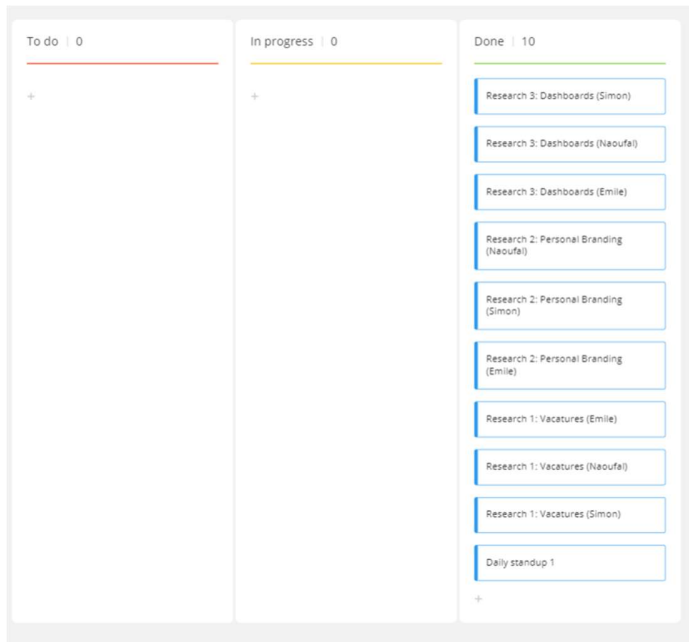 To do | 0
+
In progress | 0
+
Done | 10
Research 3: Dashboards (Simon)
Research 3: Dashboards (Naoufal)
Research 3: Dashboards (Emile)
Research 2: Personal Branding
(Naoufal)
Research 2: Personal Branding
(Simon)
Research 2: Personal Branding
(Emile)
Research 1: Vacatures (Emile)
Research 1: Vacatures (Naoufal)
Research 1: Vacatures (Simon)
Daily standup 1
+